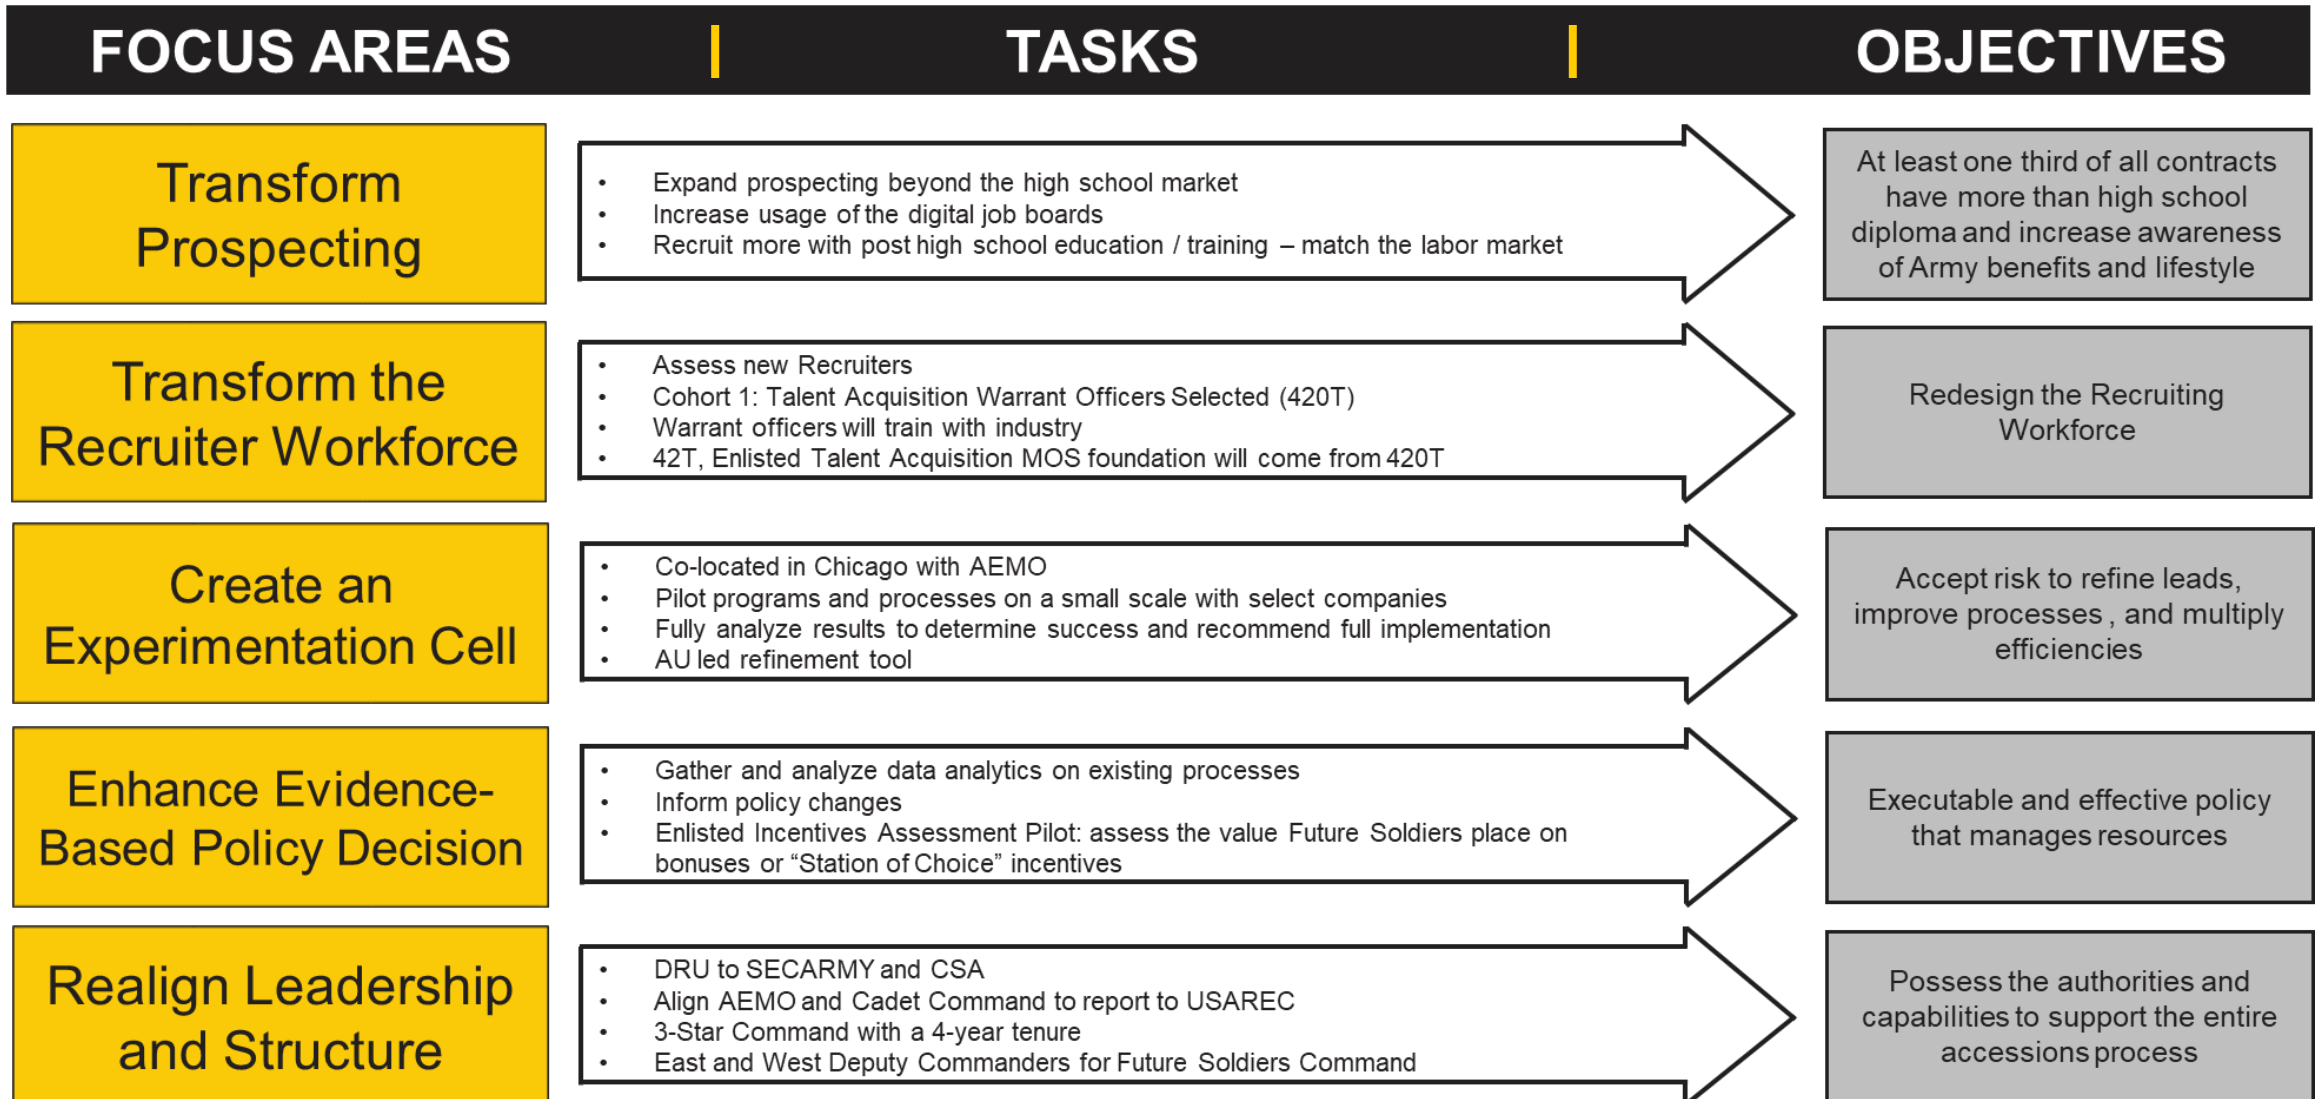 FOCUS AREAS | TASKS | OBJECTIVES
Transform
Prospecting
• Expand prospecting beyond the high school market
• Increase usage of the digital job boards
• Recruit more with post high school education / training – match the labor market
At least one third of all contracts
have more than high school
diploma and increase awareness
of Army benefits and lifestyle
Transform the
Recruiter Workforce
• Assess new Recruiters
• Cohort 1: Talent Acquisition Warrant Officers Selected (420T)
• Warrant officers will train with industry
• 42T, Enlisted Talent Acquisition MOS foundation will come from 420T
Redesign the Recruiting
Workforce
Create an
Experimentation Cell
• Co-located in Chicago with AEMO
• Pilot programs and processes on a small scale with select companies
• Fully analyze results to determine success and recommend full implementation
• AU led refinement tool
Accept risk to refine leads,
improve processes , and multiply
efficiencies
Enhance Evidence-
Based Policy Decision
• Gather and analyze data analytics on existing processes
• Inform policy changes
• Enlisted Incentives Assessment Pilot: assess the value Future Soldiers place on
bonuses or “Station of Choice” incentives
Executable and effective policy
that manages resources
Realign Leadership
and Structure
• DRU to SECARMY and CSA
• Align AEMO and Cadet Command to report to USAREC
• 3-Star Command with a 4-year tenure
• East and West Deputy Commanders for Future Soldiers Command
Possess the authorities and
capabilities to support the entire
accessions process